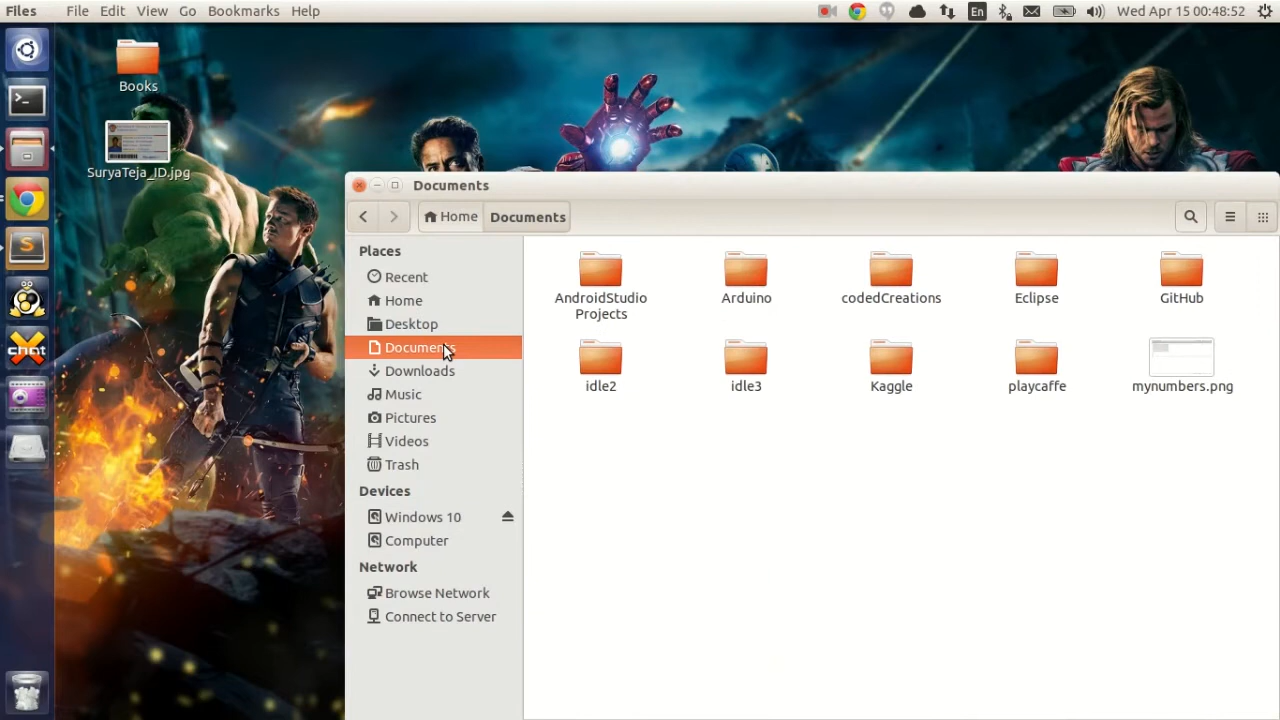 Files File Edit View Go Bookmarks Help En Wed Apr 15 00:48:52
Books
SuryaTeja_ID.jpg
Documents
Home Documents
Places
Recent
Home
Desktop
Documents
Downloads
Music
Pictures
Videos
Trash
Devices
Windows 10
Computer
Network
Browse Network
Connect to Server
AndroidStudio
Projects
Arduino
codedCreations
Eclipse
GitHub
idle2
idle3
Kaggle
playcaffe
mynumbers.png
>_
S
chat